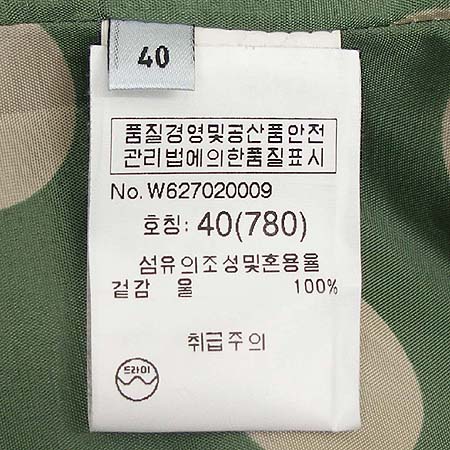 40
품질경영및공산품안전
관리법에의한품질표시
No. W627020009
호칭: 40(780)
섬유의조성및혼용율
겉감 울 100%
취급주의
드라이